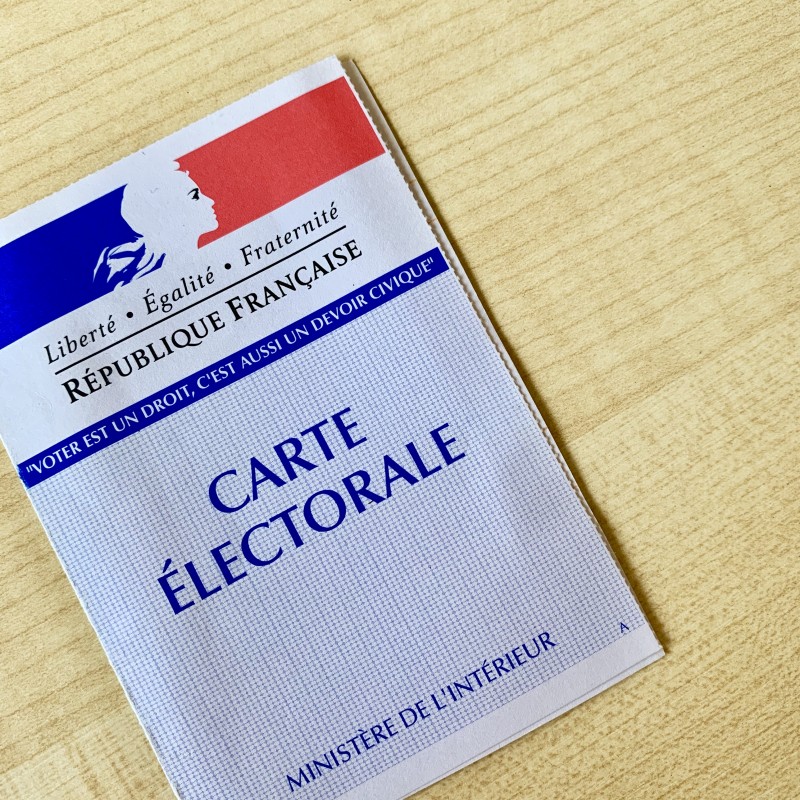 Liberté • Égalité • Fraternité
RÉPUBLIQUE FRANÇAISE
"VOTER EST UN DROIT, C'EST AUSSI UN DEVOIR CIVIQUE"
CARTE
ÉLECTORALE
MINISTÈRE DE L'INTÉRIEUR
A